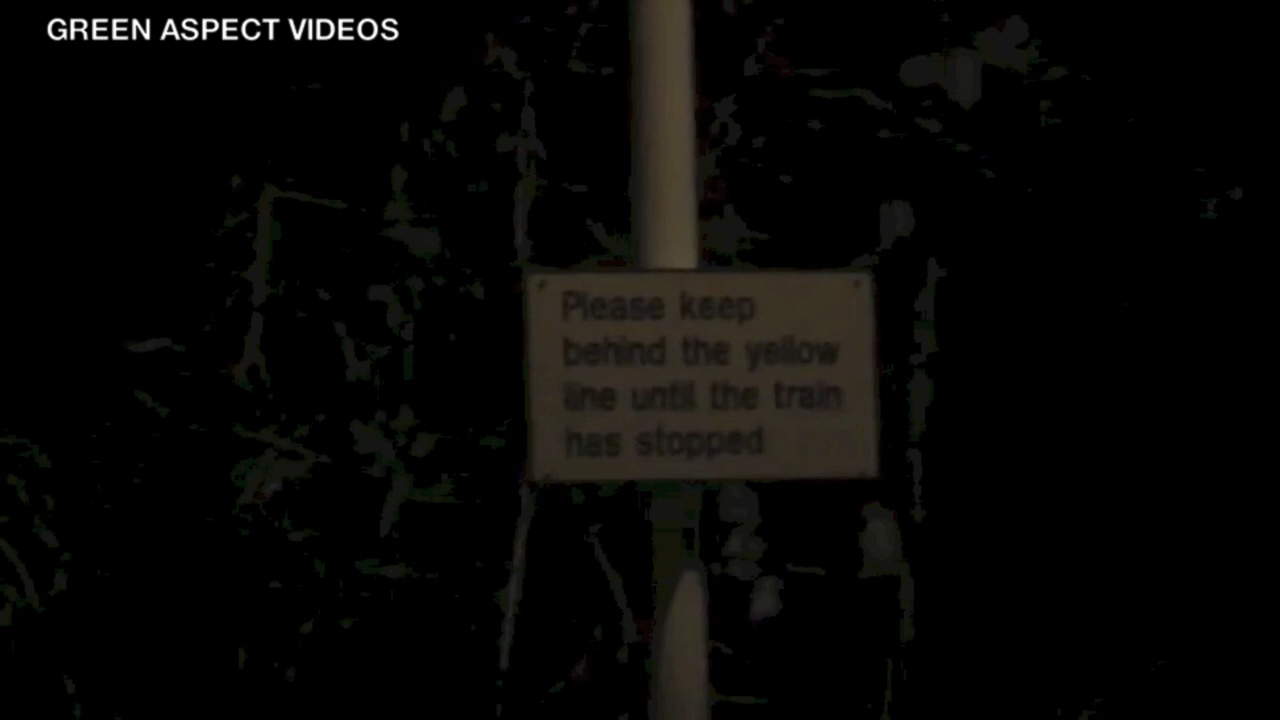 GREEN ASPECT VIDEOS
Please keep
behind the yellow
line until the train
has stopped